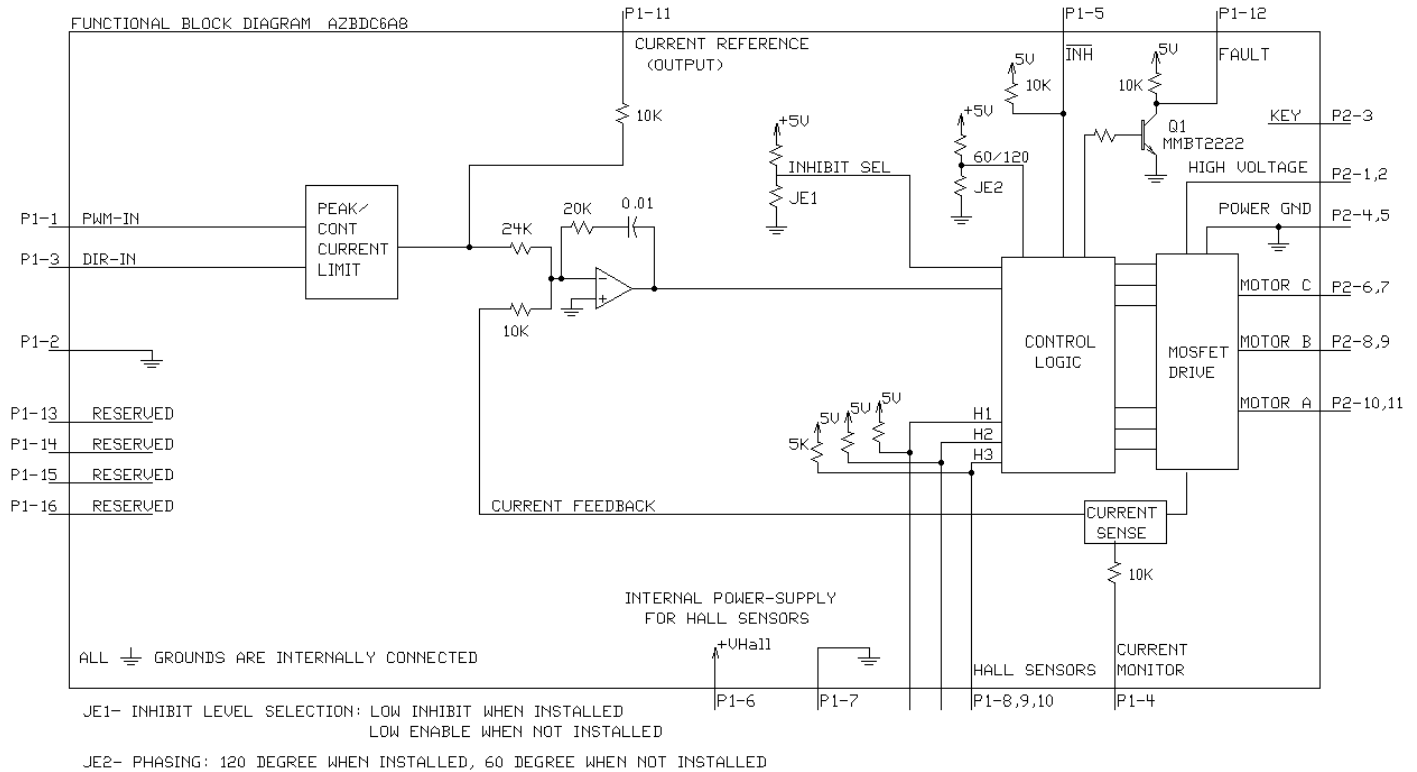 FUNCTIONAL BLOCK DIAGRAM AZBDC6A8
P1-11
P1-5
P1-12
CURRENT REFERENCE
(OUTPUT)
10K
5V
10K
INH
5V
10K
FAULT
Q1
MMBT2222
KEY
P2-3
+5V
INHIBIT SEL
JE1
+5V
60/120
JE2
HIGH VOLTAGE
P2-1,2
POWER GND
P2-4,5
P1-1
PWM-IN
P1-3
DIR-IN
PEAK/
CONT
CURRENT
LIMIT
24K
20K
0.01
-
+
10K
MOTOR C
P2-6,7
P1-2
CONTROL
LOGIC
MOSFET
DRIVE
MOTOR B
P2-8,9
MOTOR A
P2-10,11
P1-13
RESERVED
P1-14
RESERVED
P1-15
RESERVED
P1-16
RESERVED
5V
5V
5V
5K
H1
H2
H3
CURRENT FEEDBACK
CURRENT
SENSE
10K
INTERNAL POWER-SUPPLY
FOR HALL SENSORS
+VHall
ALL GROUNDS ARE INTERNALLY CONNECTED
HALL SENSORS
CURRENT
MONITOR
P1-6
P1-7
P1-8,9,10
P1-4
JE1- INHIBIT LEVEL SELECTION: LOW INHIBIT WHEN INSTALLED
LOW ENABLE WHEN NOT INSTALLED
JE2- PHASING: 120 DEGREE WHEN INSTALLED, 60 DEGREE WHEN NOT INSTALLED